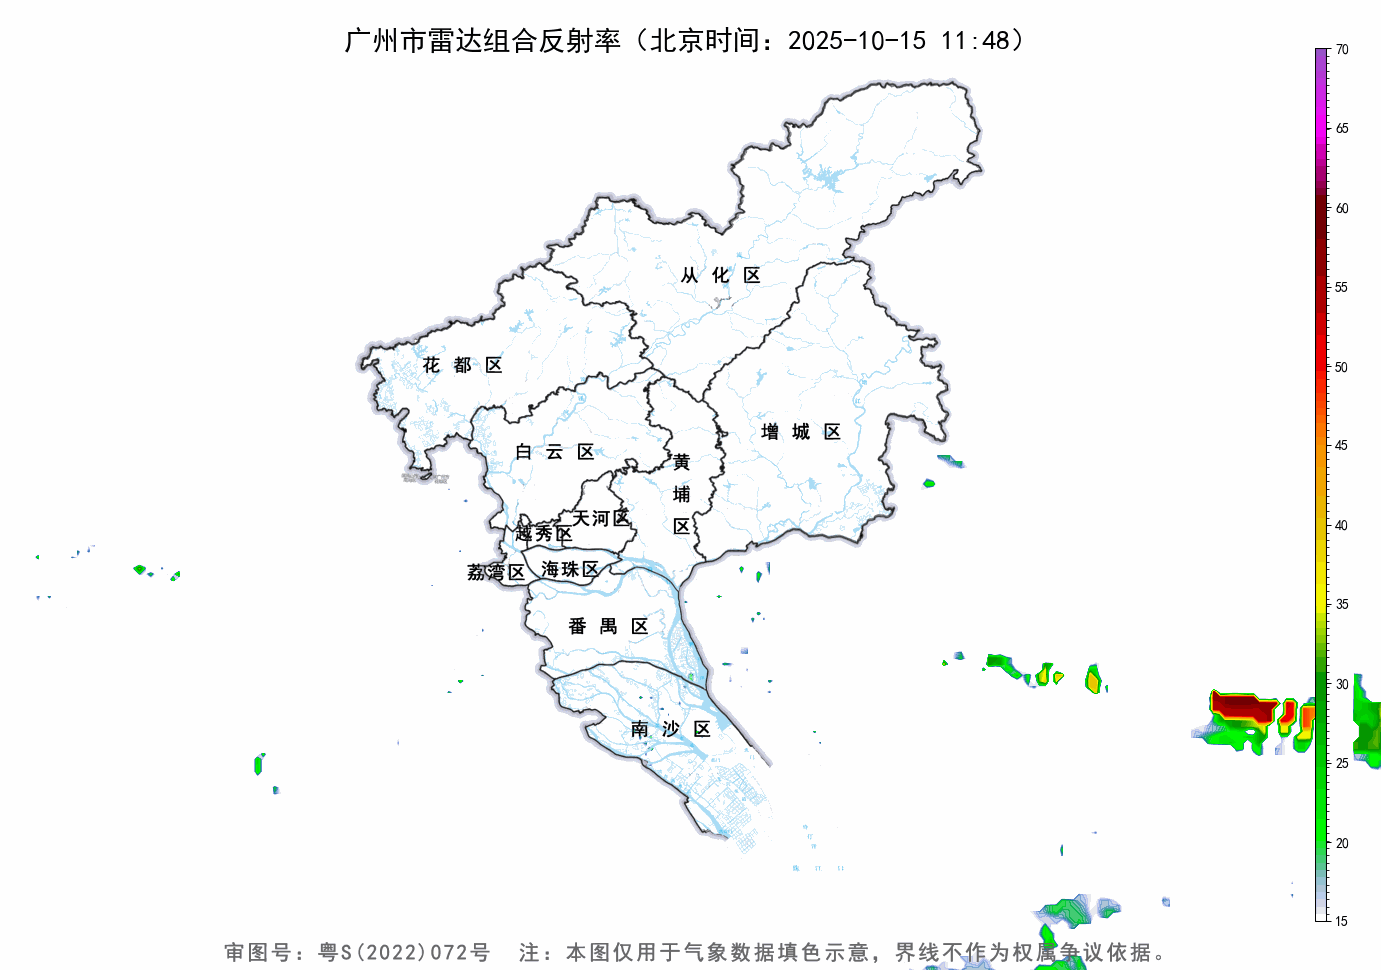 广州市雷达组合反射率（北京时间：2025-10-15 11:48）
70
65
60
55
50
45
40
35
30
25
20
15
从化区
花都区
增城区
白云区
黄埔区
天河区
越秀区
荔湾区
海珠区
番禺区
南沙区
审图号：粤S(2022)072号 注：本图仅用于气象数据填色示意，界线不作为权属争议依据。